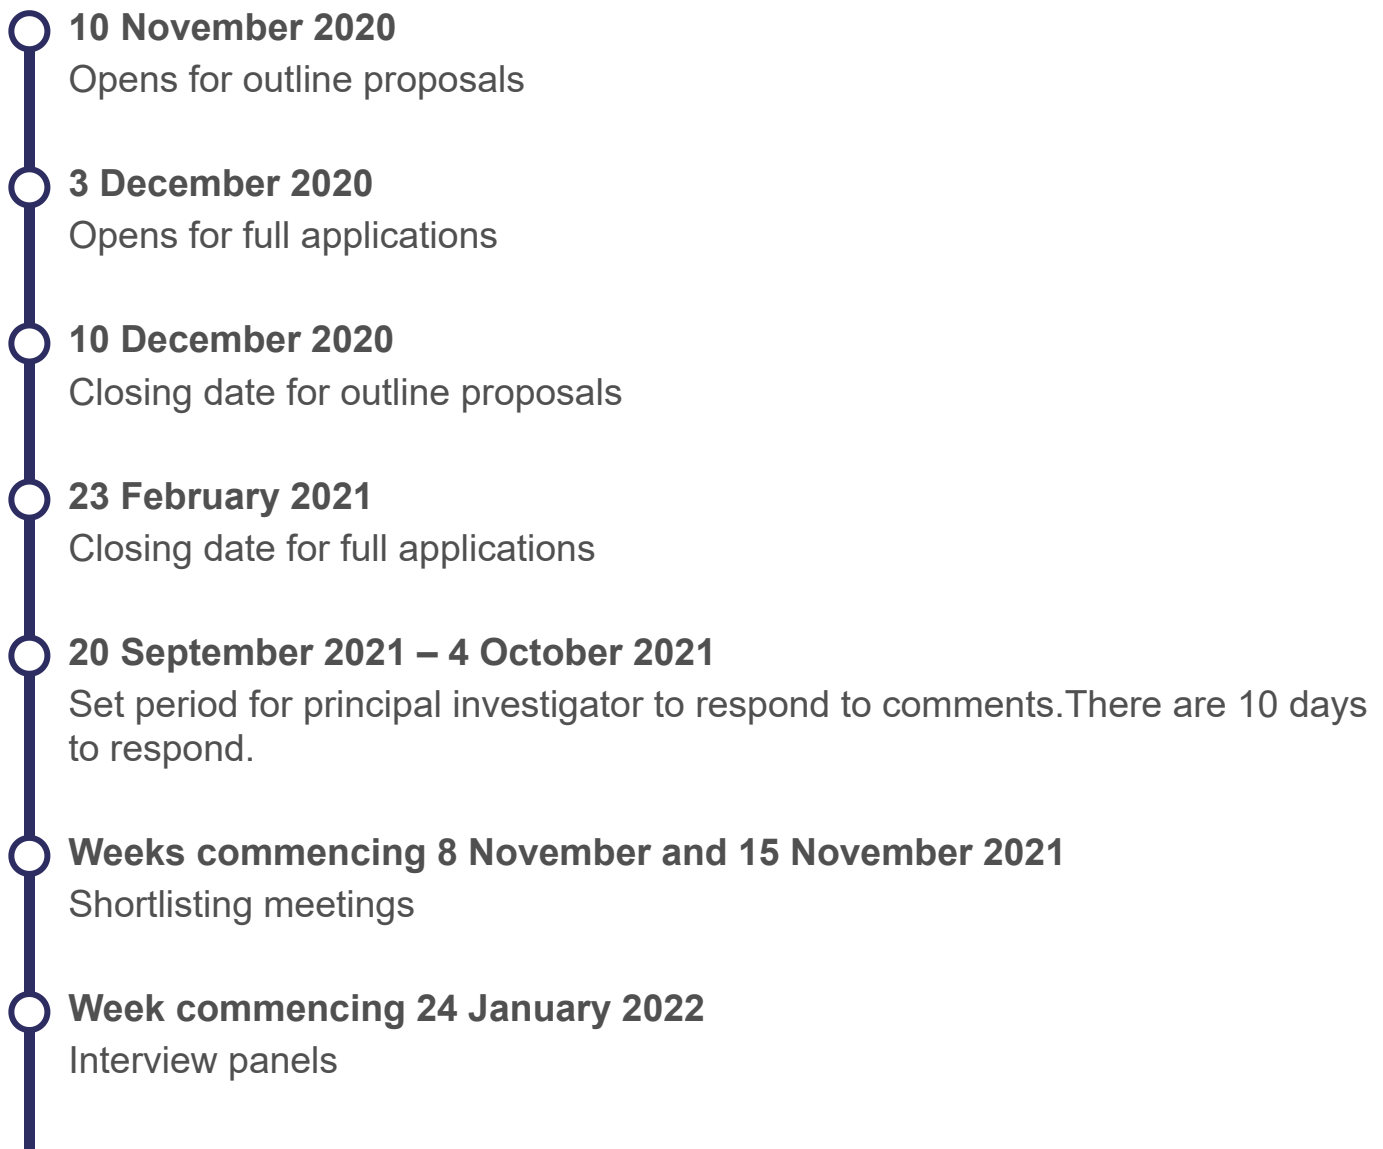 10 November 2020
Opens for outline proposals
3 December 2020
Opens for full applications
10 December 2020
Closing date for outline proposals
23 February 2021
Closing date for full applications
20 September 2021 – 4 October 2021
Set period for principal investigator to respond to comments.There are 10 days
to respond.
Weeks commencing 8 November and 15 November 2021
Shortlisting meetings
Week commencing 24 January 2022
Interview panels